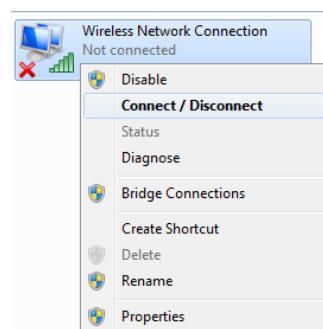 Wireless Network Connection
Not connected
Disable
Connect / Disconnect
Status
Diagnose
Bridge Connections
Create Shortcut
Delete
Rename
Properties